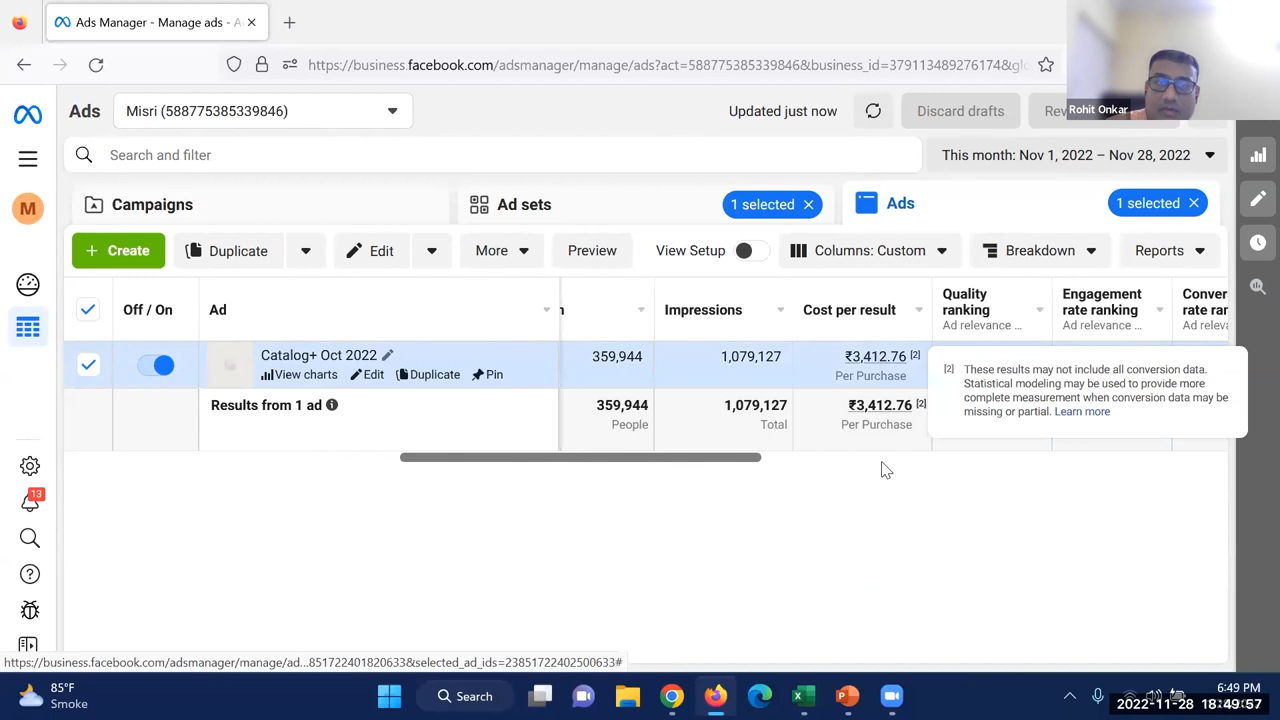 Ads Manager - Manage ads - A
https://business.facebook.com/adsmanager/manage/ads?act=588775385339846&business_id=379113489276174&glo
Rohit Onkar
Ads
Misri (588775385339846)
Updated just now
Discard drafts
Rev
Search and filter
This month: Nov 1, 2022 – Nov 28, 2022
M
Campaigns
Ad sets
1 selected
Ads
1 selected
+ Create
Duplicate
Edit
More
Preview
View Setup
Columns: Custom
Breakdown
Reports
Off / On
Ad
n
Impressions
Cost per result
Quality
ranking
Ad relevance ...
Engagement
rate ranking
Ad relevance ...
Conver
rate rar
Ad relev
Catalog+ Oct 2022
View charts
Edit
Duplicate
Pin
359,944
1,079,127
₹3,412.76 [2]
Per Purchase
[2] These results may not include all conversion data.
Statistical modeling may be used to provide more
complete measurement when conversion data may be
missing or partial. Learn more
Results from 1 ad
359,944
People
1,079,127
Total
₹3,412.76 [2]
Per Purchase
13
https://business.facebook.com/adsmanager/manage/ad...851722401820633&selected_ad_ids=23851722402500633#
85°F
Smoke
Search
6:49 PM
2022-11-28 18:49:57